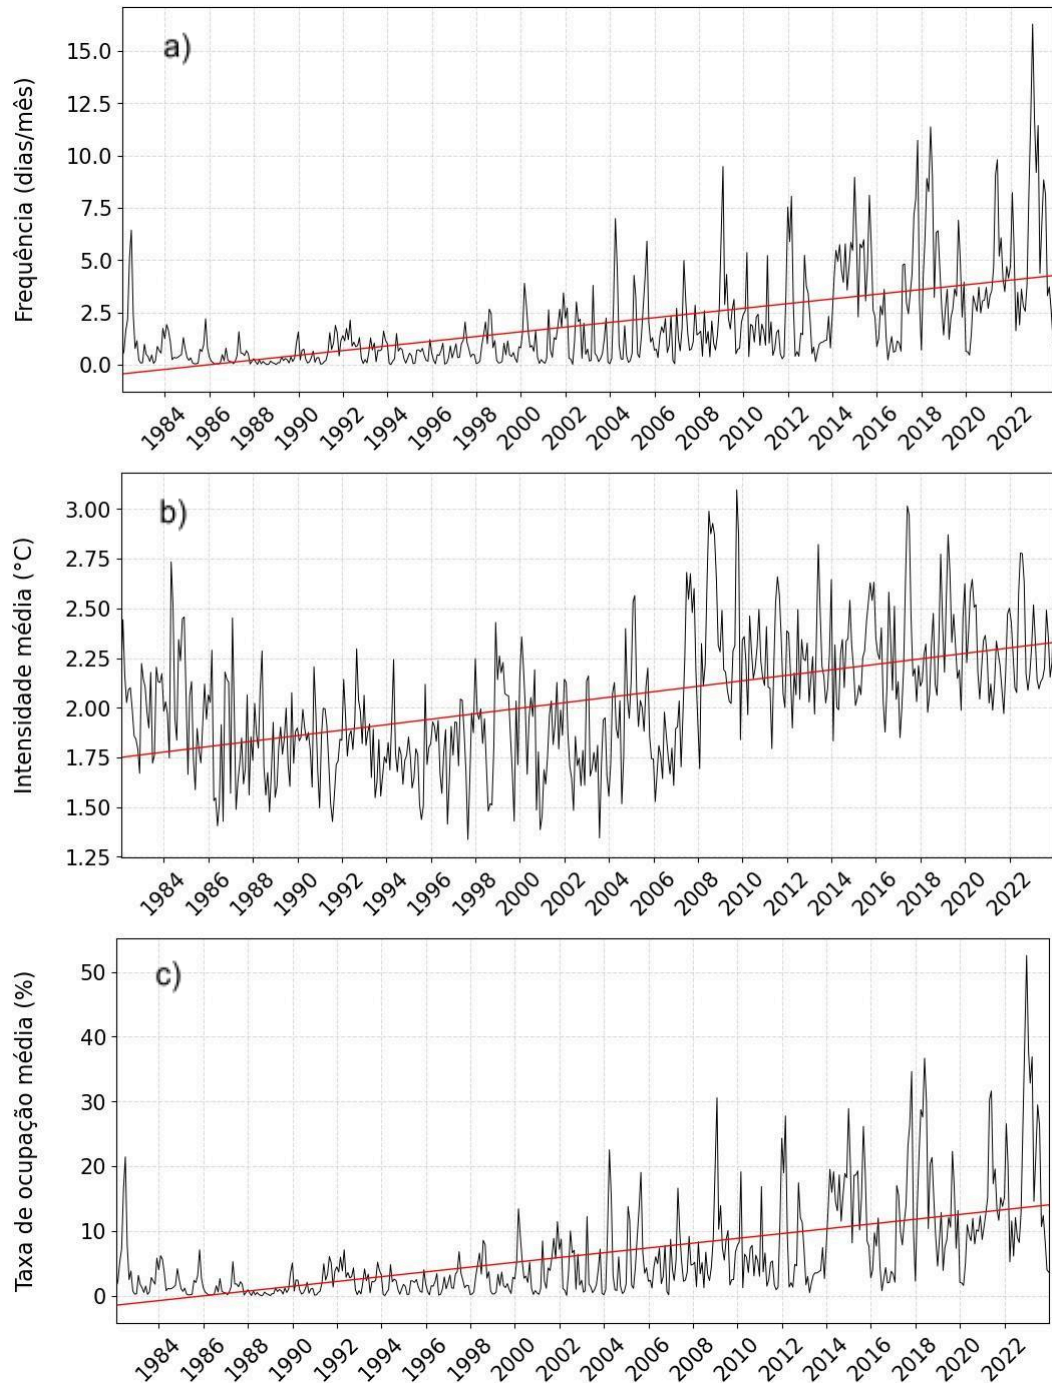 a)
Frequência (dias/mês)
15.0
12.5
10.0
7.5
5.0
2.5
0.0
1984 1986 1988 1990 1992 1994 1996 1998 2000 2002 2004 2006 2008 2010 2012 2014 2016 2018 2020 2022
b)
Intensidade média (°C)
3.00
2.75
2.50
2.25
2.00
1.75
1.50
1.25
1984 1986 1988 1990 1992 1994 1996 1998 2000 2002 2004 2006 2008 2010 2012 2014 2016 2018 2020 2022
c)
Taxa de ocupação média (%)
50
40
30
20
10
0
1984 1986 1988 1990 1992 1994 1996 1998 2000 2002 2004 2006 2008 2010 2012 2014 2016 2018 2020 2022